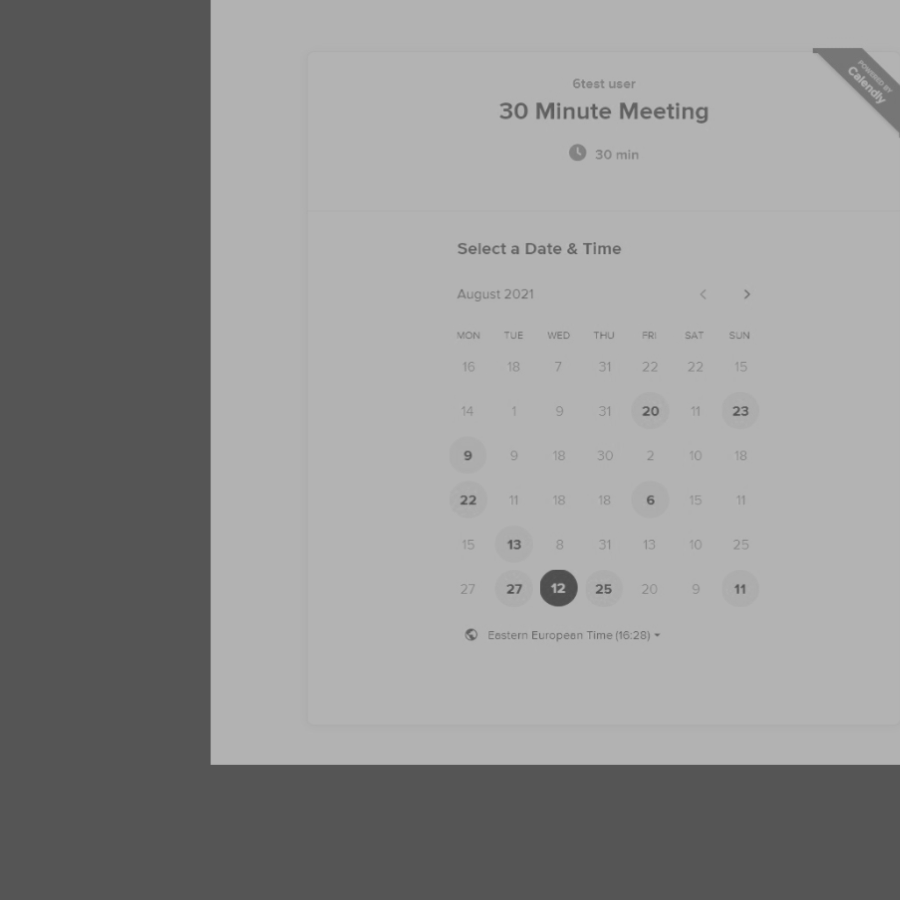 POWERED BY
Calendly
6test user
30 Minute Meeting
30 min
Select a Date & Time
August 2021
MON TUE WED THU FRI SAT SUN
16 18 7 31 22 22 15
14 1 9 31 20 11 23
9 9 18 30 2 10 18
22 11 18 18 6 15 11
15 13 8 31 13 10 25
27 27 12 25 20 9 11
Eastern European Time (16:28)